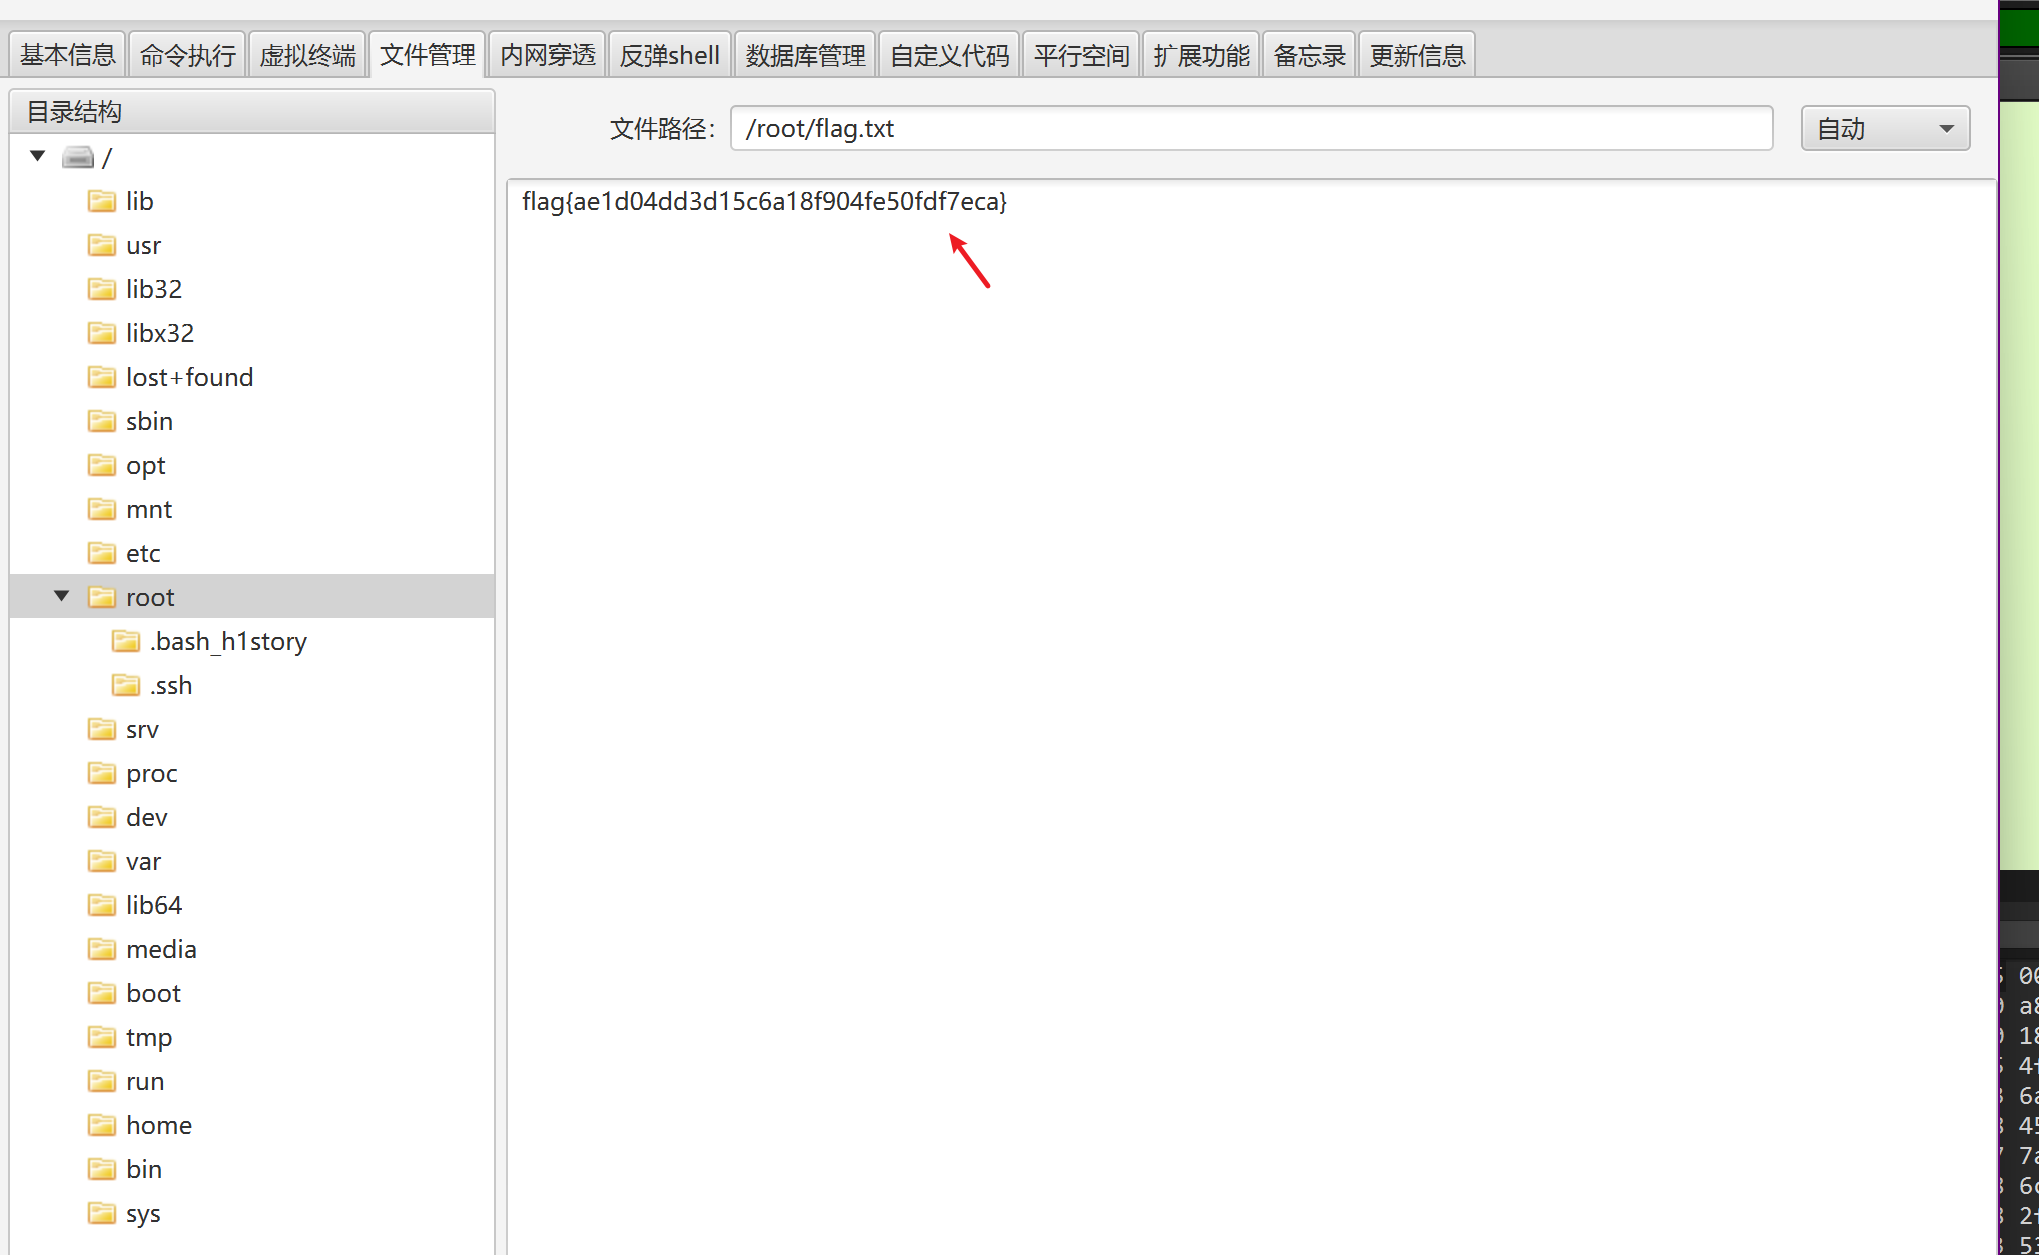 基本信息 命令执行 虚拟终端 文件管理 内网穿透 反弹shell 数据库管理 自定义代码 平行空间 扩展功能 备忘录 更新信息
目录结构
文件路径： /root/flag.txt 自动
/
lib
usr
lib32
libx32
lost+found
sbin
opt
mnt
etc
root
.bash_h1story
.ssh
srv
proc
dev
var
lib64
media
boot
tmp
run
home
bin
sys
flag{ae1d04dd3d15c6a18f904fe50fdf7eca}
18
45